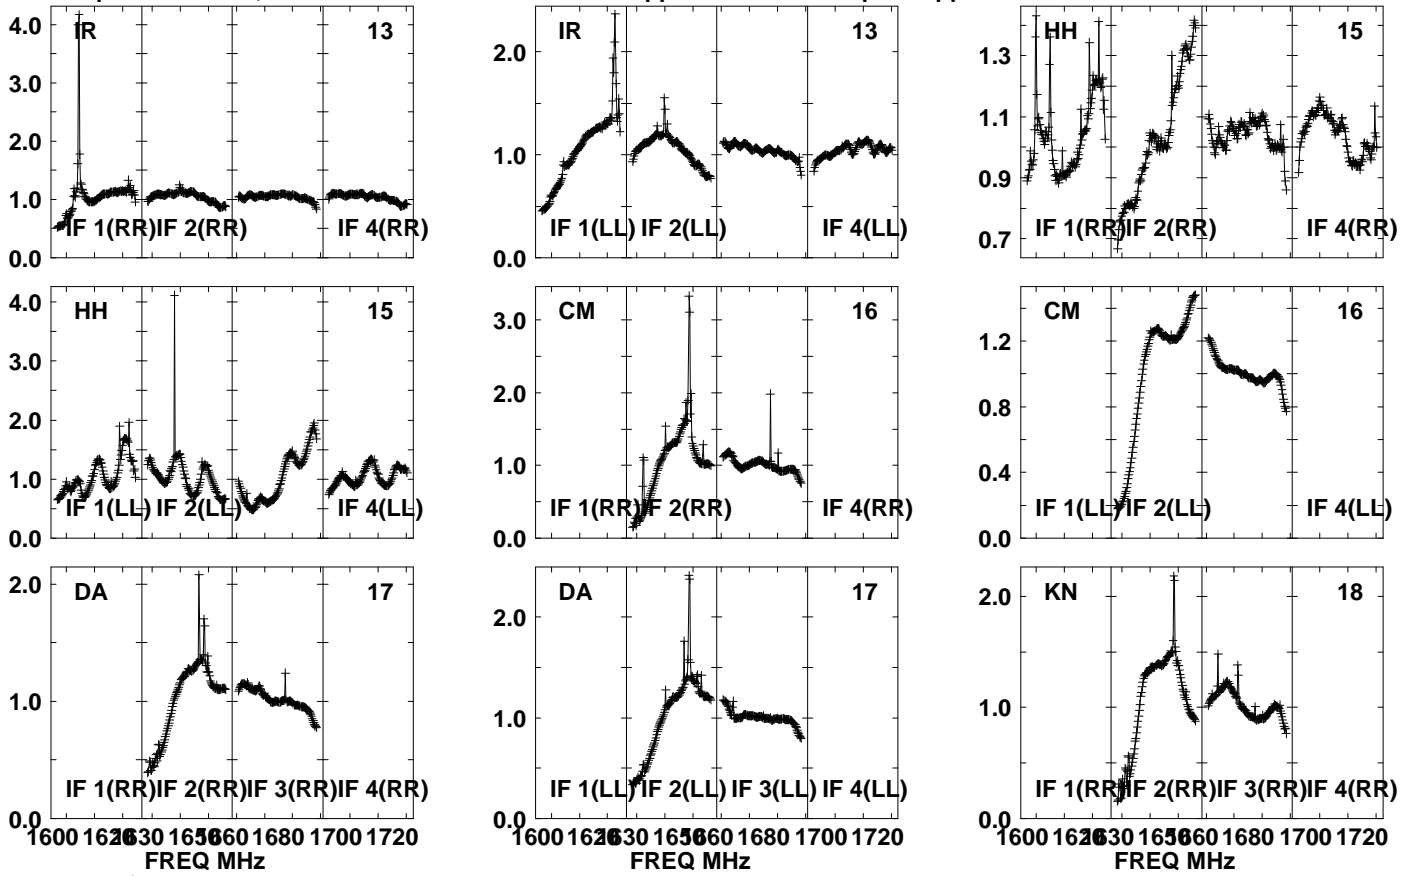 IR 13
4.0
3.0
2.0
1.0
0.0
IF 1(RR) IF 2(RR) IF 4(RR)
IR 13
2.0
1.0
0.0
IF 1(LL) IF 2(LL) IF 4(LL)
HH 15
1.3
1.1
0.9
0.7
IF 1(RR) IF 2(RR) IF 4(RR)
HH 15
4.0
3.0
2.0
1.0
0.0
IF 1(LL) IF 2(LL) IF 4(LL)
CM 16
3.0
2.0
1.0
0.0
IF 1(RR) IF 2(RR) IF 4(RR)
CM 16
1.2
0.8
0.4
0.0
IF 1(LL) IF 2(LL) IF 4(LL)
DA 17
2.0
1.0
0.0
IF 1(RR) IF 2(RR) IF 3(RR) IF 4(RR)
1600 1620 1630 1650 1660 1680 1700 1720
FREQ MHz
DA 17
2.0
1.0
0.0
IF 1(LL) IF 2(LL) IF 3(LL) IF 4(LL)
1600 1620 1630 1650 1660 1680 1700 1720
FREQ MHz
KN 18
2.0
1.0
0.0
IF 1(RR) IF 2(RR) IF 3(RR) IF 4(RR)
1600 1620 1630 1650 1660 1680 1700 1720
FREQ MHz